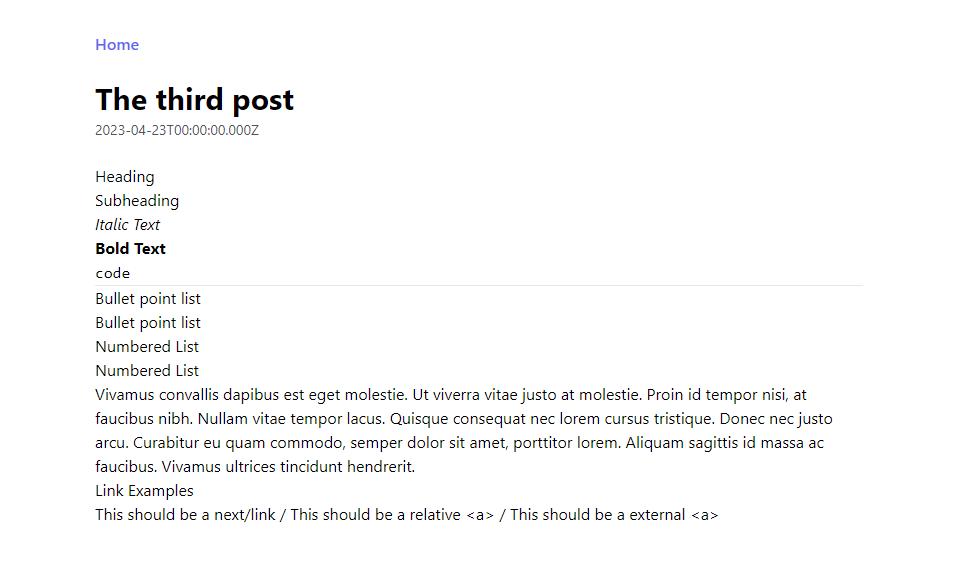 Home
The third post
2023-04-23T00:00:00.000Z
Heading
Subheading
Italic Text
Bold Text
code
Bullet point list
Bullet point list
Numbered List
Numbered List
Vivamus convallis dapibus est eget molestie. Ut viverra vitae justo at molestie. Proin id tempor nisi, at
faucibus nibh. Nullam vitae tempor lacus. Quisque consequat nec lorem cursus tristique. Donec nec justo
arcu. Curabitur eu quam commodo, semper dolor sit amet, porttitor lorem. Aliquam sagittis id massa ac
faucibus. Vivamus ultrices tincidunt hendrerit.
Link Examples
This should be a next/link / This should be a relative <a> / This should be a external <a>